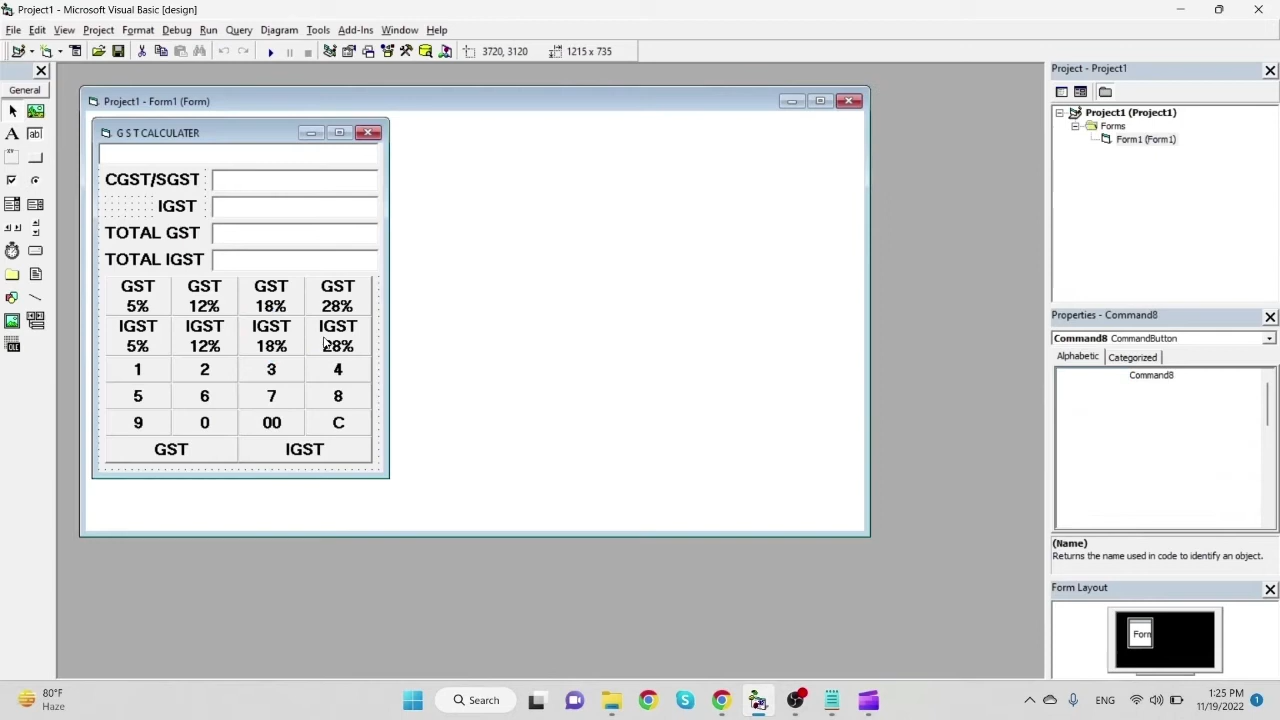 Project1 - Microsoft Visual Basic [design]
File Edit View Project Format Debug Run Query Diagram Tools Add-Ins Window Help
3720, 3120 1215 x 735
General
Project1 - Form1 (Form)
G S T CALCULATER
CGST/SGST
IGST
TOTAL GST
TOTAL IGST
GST GST GST GST
5% 12% 18% 28%
IGST IGST IGST IGST
5% 12% 18% 28%
1 2 3 4
5 6 7 8
9 0 00 C
GST IGST
Project - Project1
Project1 (Project1)
Forms
Form1 (Form1)
Properties - Command8
Command8 CommandButton
Alphabetic Categorized
Command8
(Name)
Returns the name used in code to identify an object.
Form Layout
Form
80°F
Haze
Search
ENG
1:25 PM
11/19/2022
1